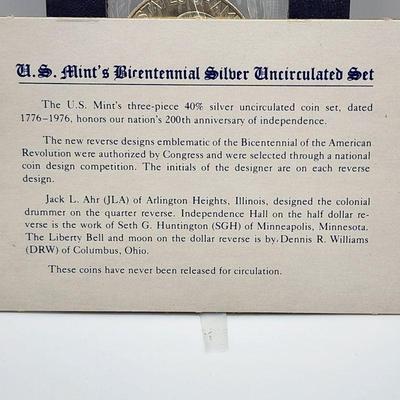 U.S. Mint's Bicentennial Silver Uncirculated Set
The U.S. Mint's three-piece 40% silver uncirculated coin set, dated
1776–1976, honors our nation's 200th anniversary of independence.
The new reverse designs emblematic of the Bicentennial of the American
Revolution were authorized by Congress and were selected through a national
coin design competition. The initials of the designer are on each reverse
design.
Jack L. Ahr (JLA) of Arlington Heights, Illinois, designed the colonial
drummer on the quarter reverse. Independence Hall on the half dollar re-
verse is the work of Seth G. Huntington (SGH) of Minneapolis, Minnesota.
The Liberty Bell and moon on the dollar reverse is by Dennis R. Williams
(DRW) of Columbus, Ohio.
These coins have never been released for circulation.